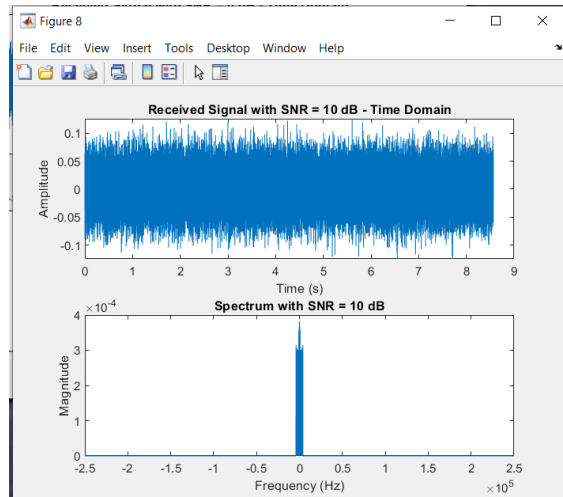 Figure 8
File Edit View Insert Tools Desktop Window Help
Received Signal with SNR = 10 dB - Time Domain
0.1
0.05
0
-0.05
-0.1
Amplitude
0 1 2 3 4 5 6 7 8 9
Time (s)
×10⁻⁴
Spectrum with SNR = 10 dB
4
3
2
1
0
Magnitude
-2.5 -2 -1.5 -1 -0.5 0 0.5 1 1.5 2 2.5
Frequency (Hz)
×10⁵